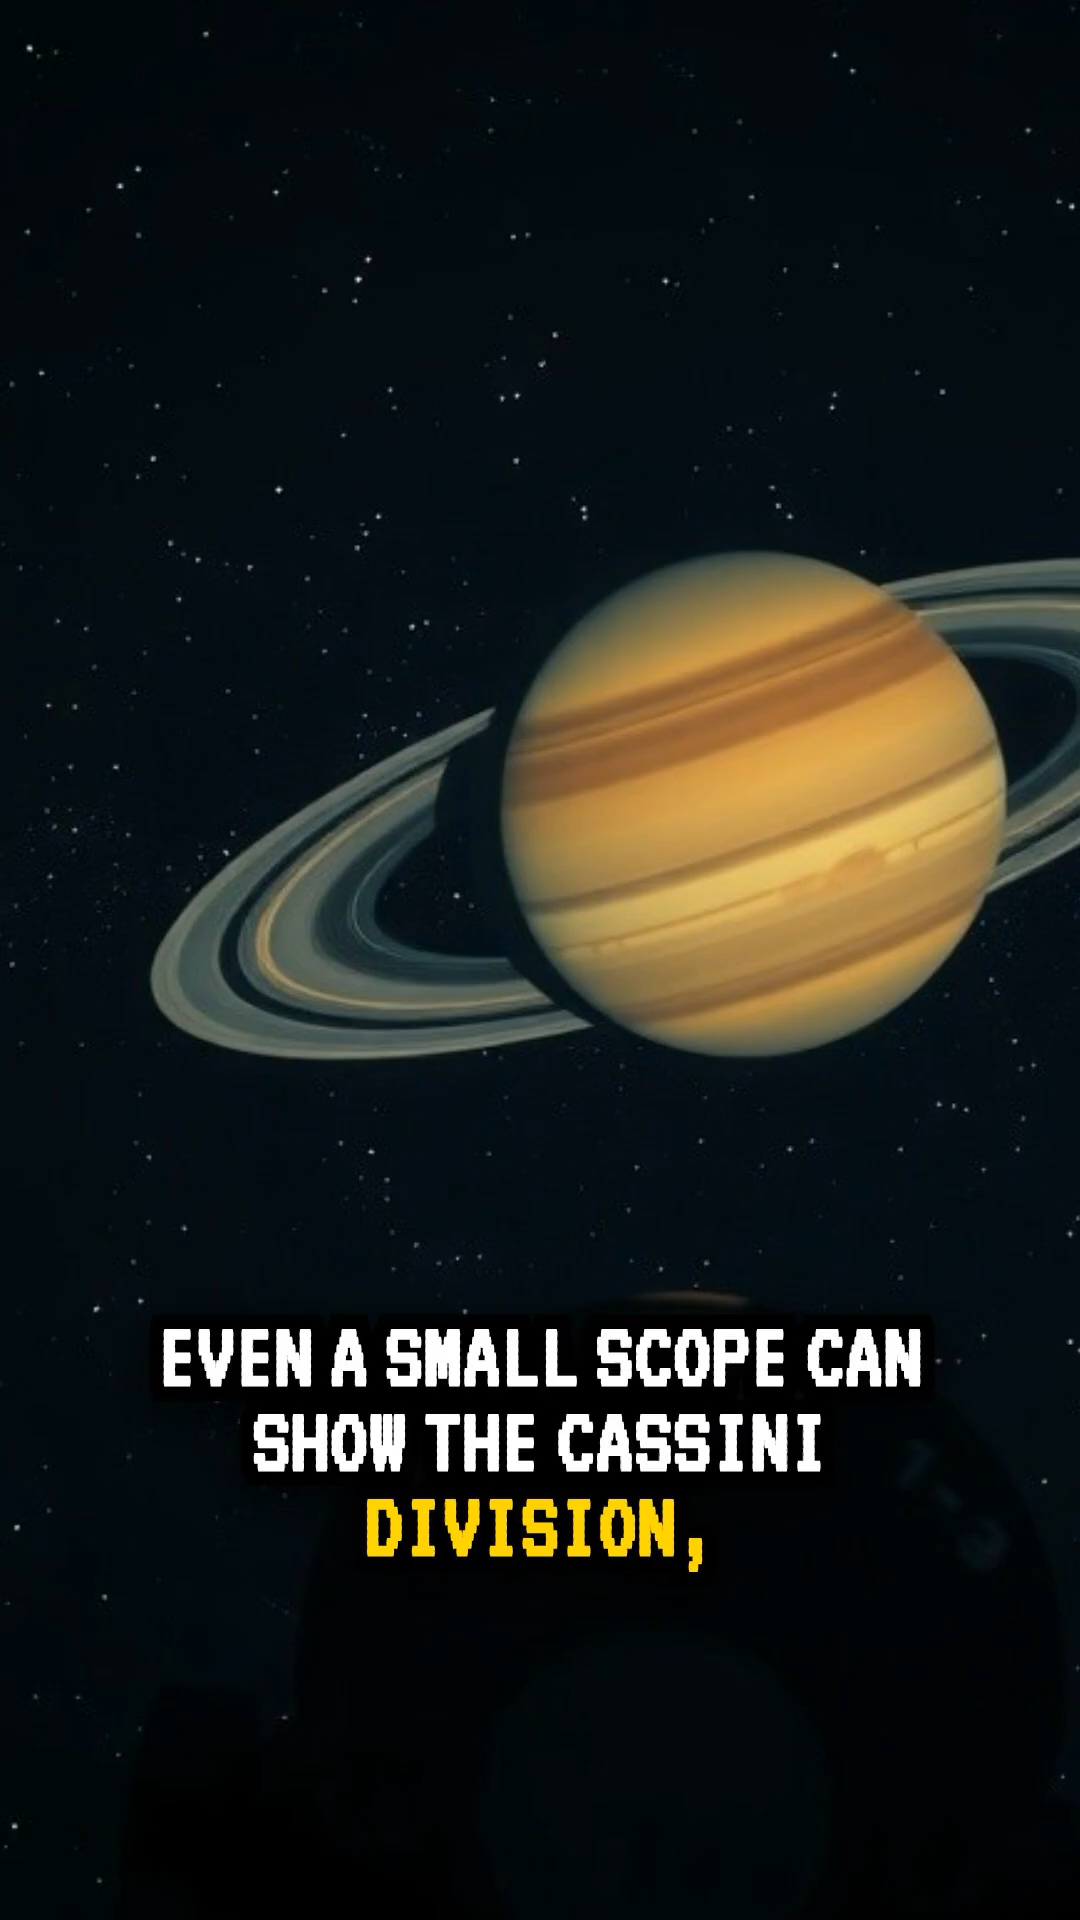 EVEN A SMALL SCOPE CAN
SHOW THE CASSINI
DIVISION,